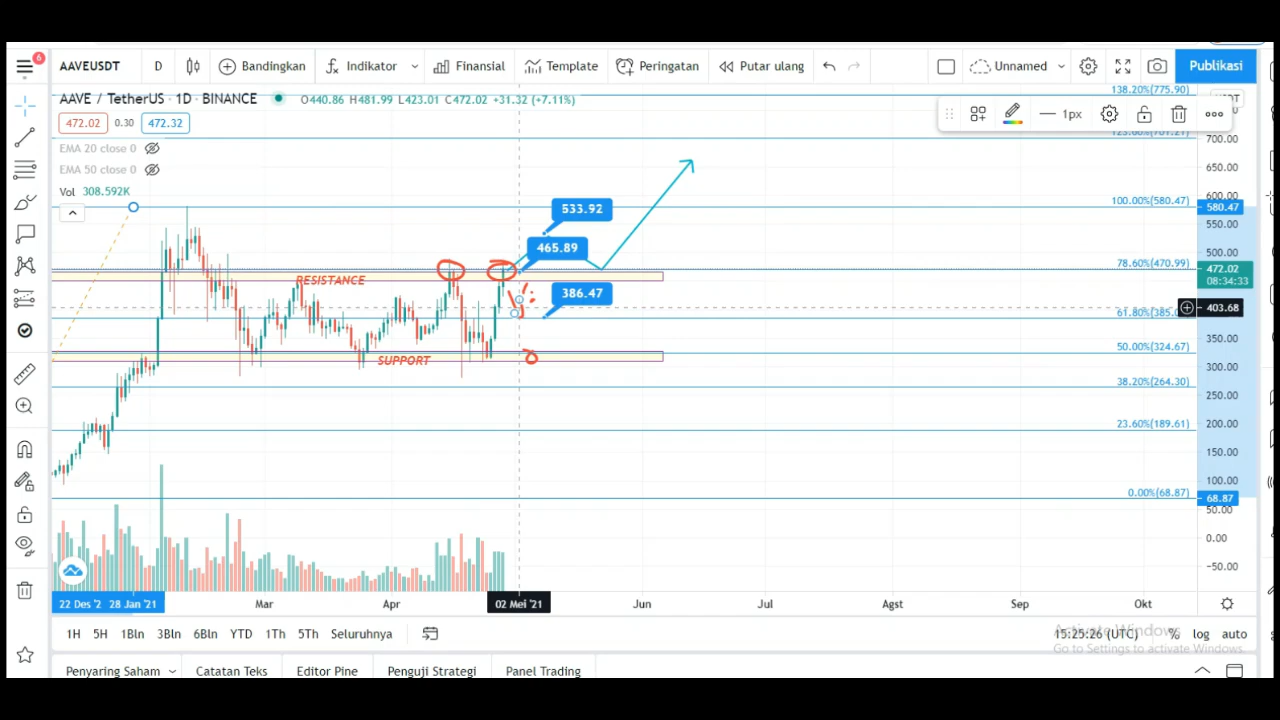 6
AAVEUSDT D Bandingkan Indikator Finansial Template Peringatan Putar ulang Unnamed Publikasi
AAVE / TetherUS · 1D · BINANCE O440.86 H481.99 L423.01 C472.02 +31.32 (+7.11%)
138.20%(775.90)
1px
472.02 0.30 472.32
700.00
EMA 20 close 0
EMA 50 close 0
650.00
Vol 308.592K
600.00
100.00%(580.47) 580.47
533.92
550.00
465.89
500.00
78.60%(470.99) 472.02
08:34:33
RESISTANCE
386.47
403.68
350.00
50.00%(324.67)
SUPPORT
300.00
38.20%(264.30)
250.00
23.60%(189.61) 200.00
150.00
100.00
0.00%(68.87) 68.87
50.00
0.00
−50.00
22 Des '2 28 Jan '21 Mar Apr 02 Mei '21 Jun Jul Agst Sep Okt
1H 5H 1Bln 3Bln 6Bln YTD 1Th 5Th Seluruhnya 15:25:26 (UTC) % log auto
Activate Windows
Go to Settings to activate Windows.
Penyaring Saham Catatan Teks Editor Pine Penguji Strategi Panel Trading